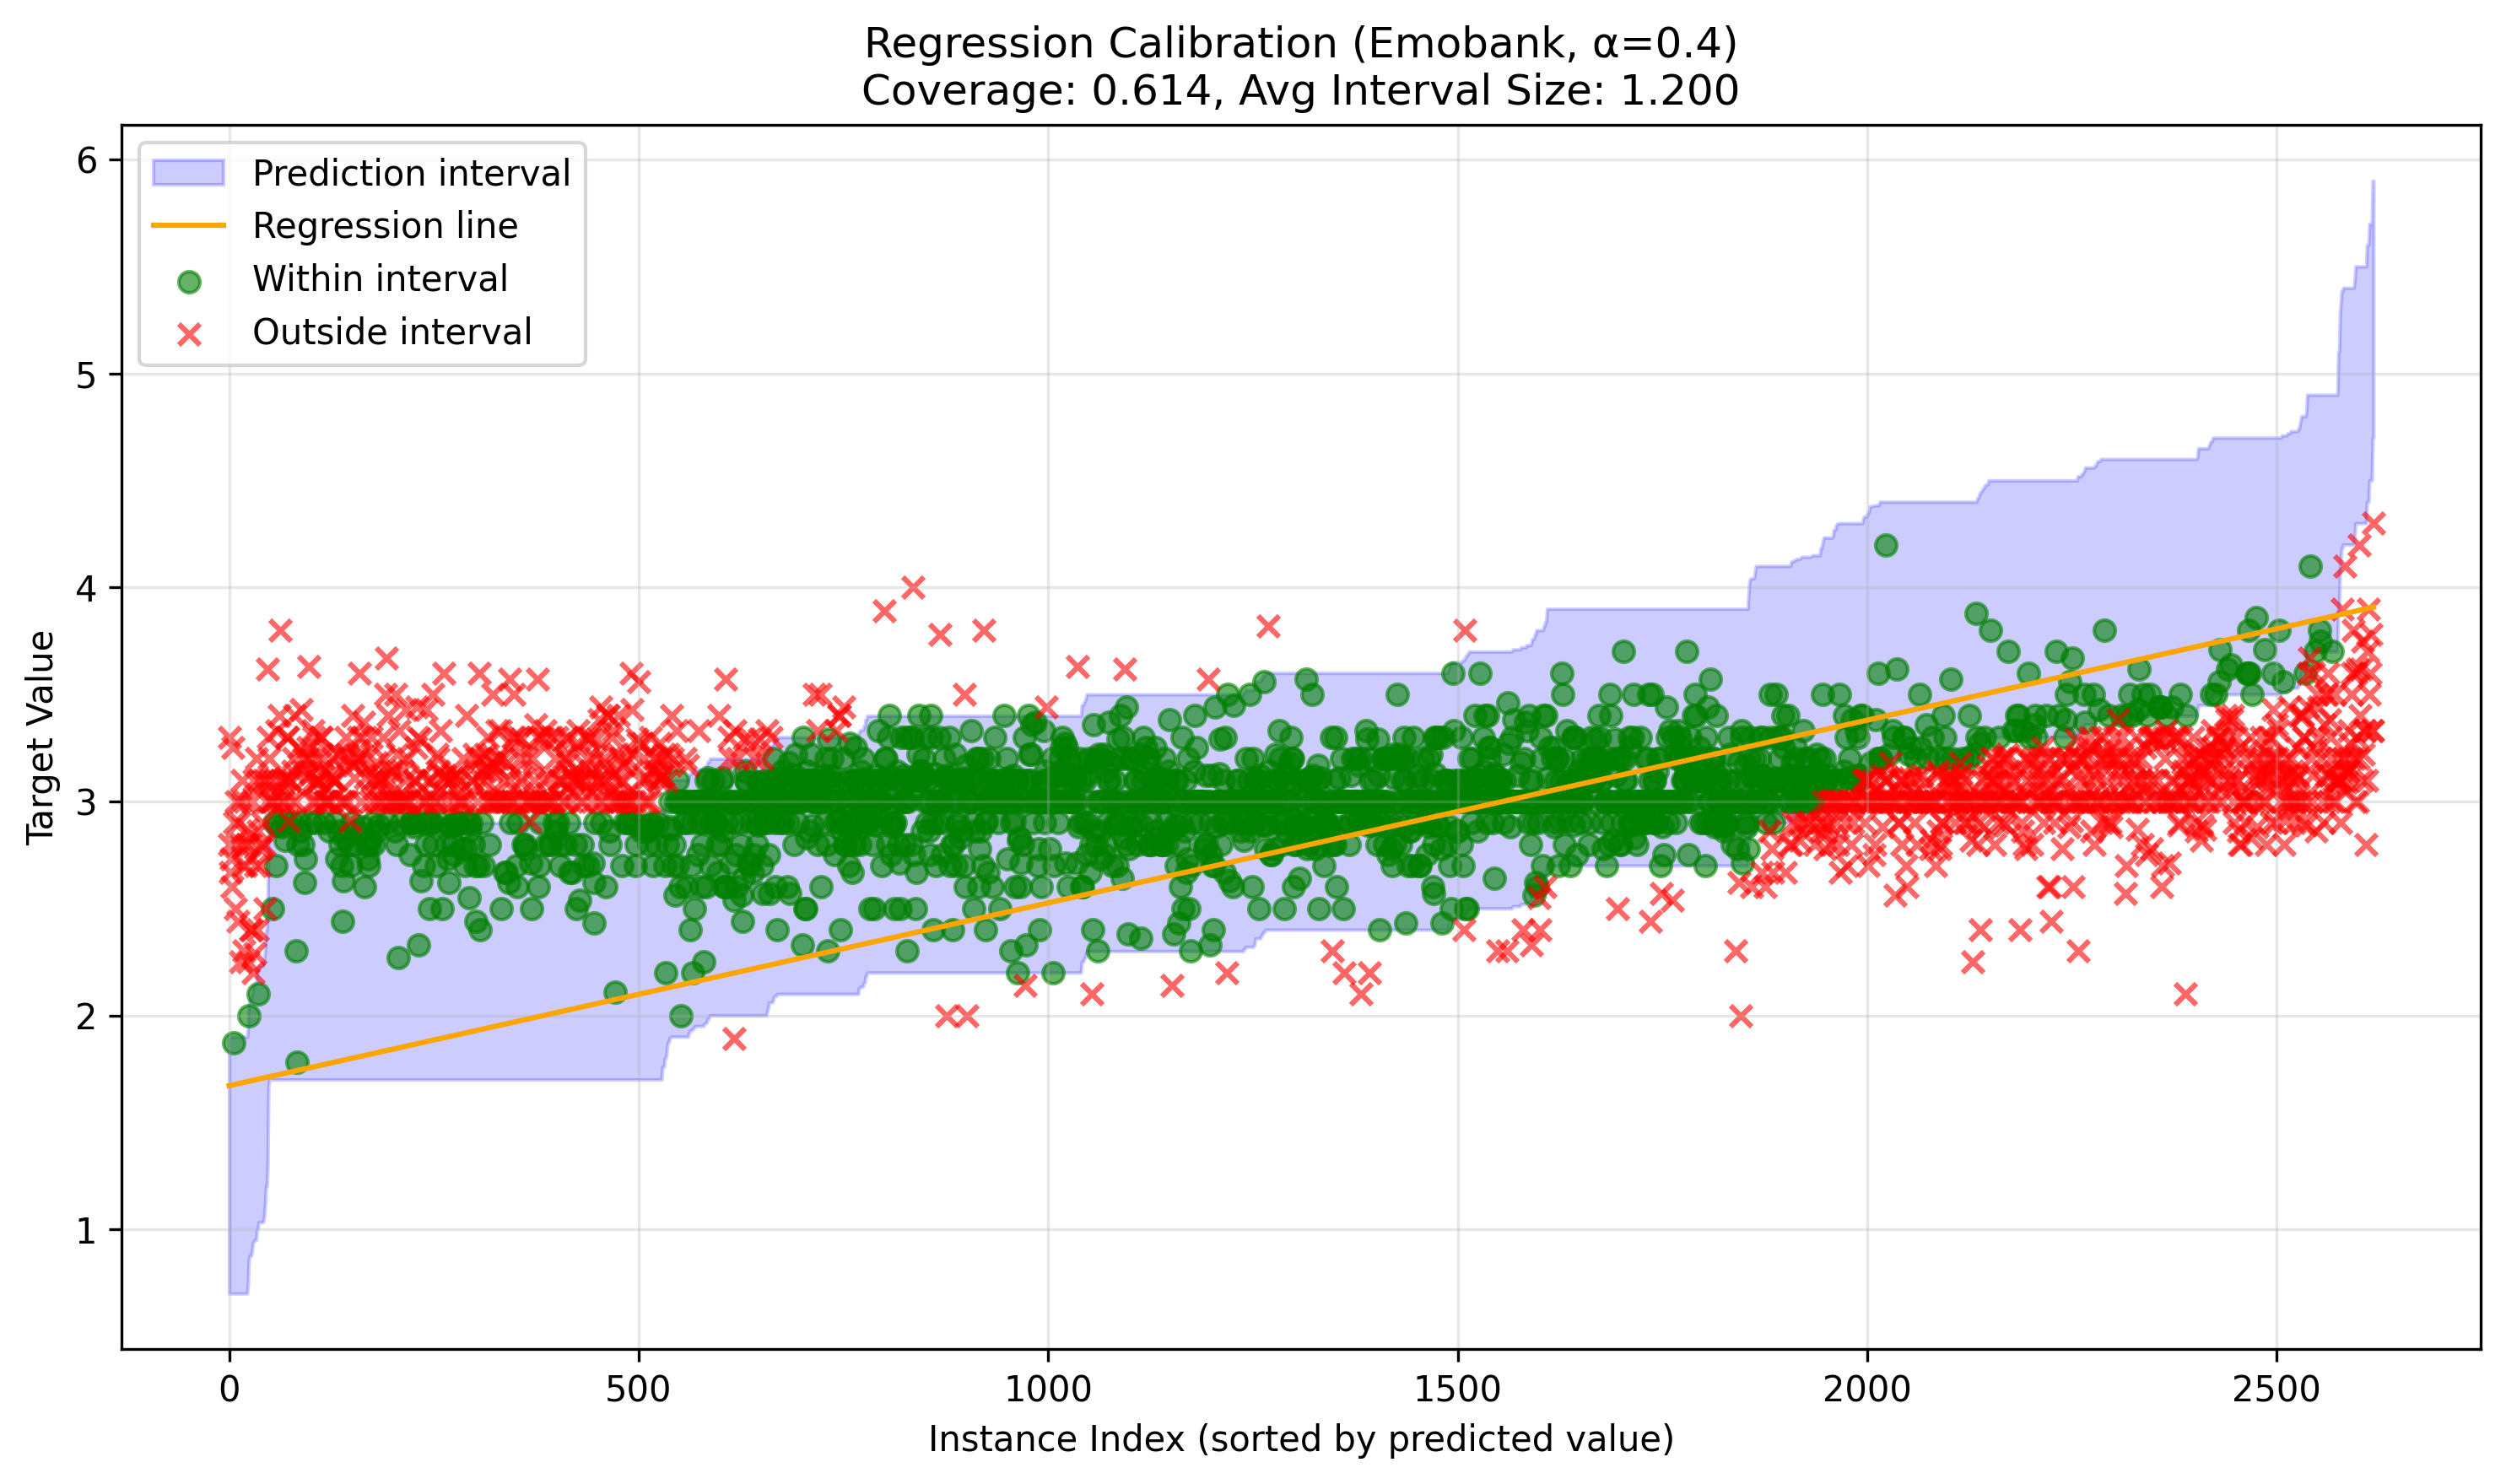 Regression Calibration (Emobank, α=0.4)
Coverage: 0.614, Avg Interval Size: 1.200
Prediction interval
Regression line
Within interval
Outside interval
6
5
4
3
2
1
Target Value
0 500 1000 1500 2000 2500
Instance Index (sorted by predicted value)